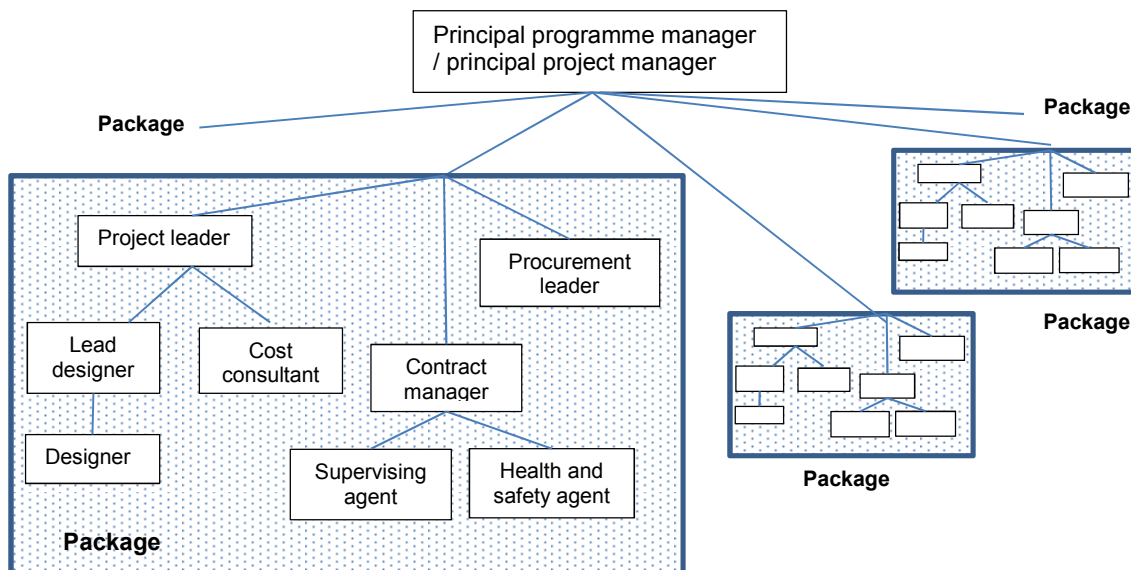 Principal programme manager
/ principal project manager
Package
Package
Project leader
Procurement
leader
Lead
designer
Cost
consultant
Contract
manager
Designer
Supervising
agent
Health and
safety agent
Package
Package
Package